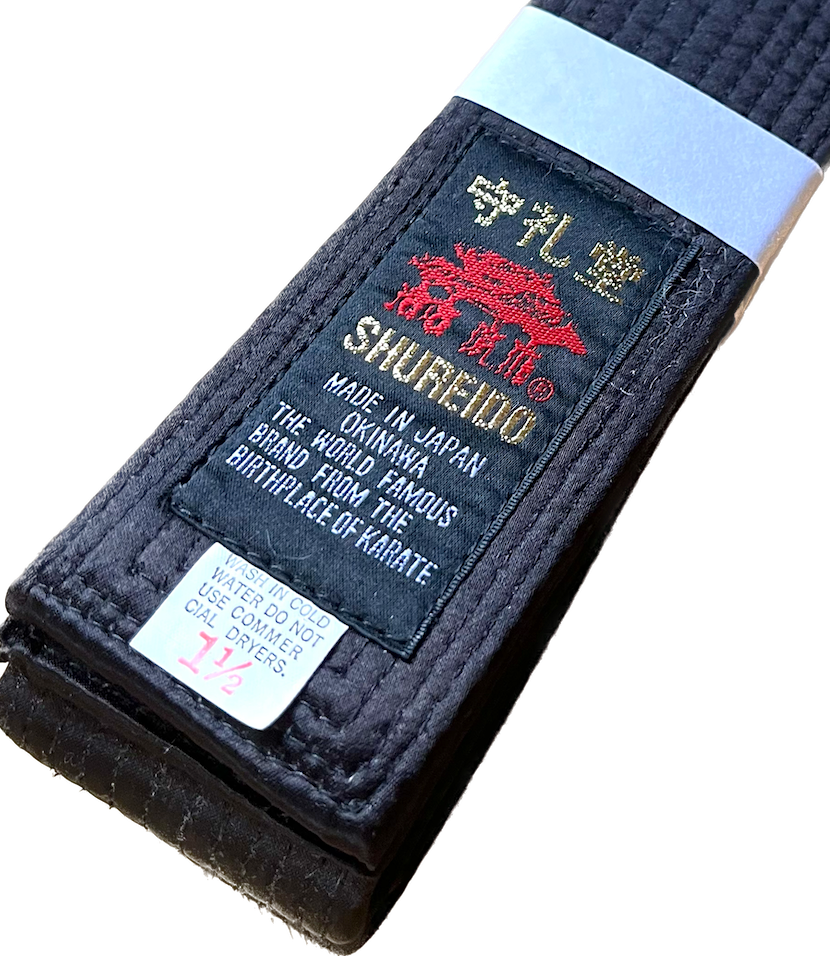 守礼堂
®
SHUREIDO
MADE IN JAPAN
OKINAWA
THE WORLD FAMOUS
BRAND FROM THE
BIRTHPLACE OF KARATE
WASH IN COLD
WATER DO NOT
USE COMMER
CIAL DRYERS.
1½